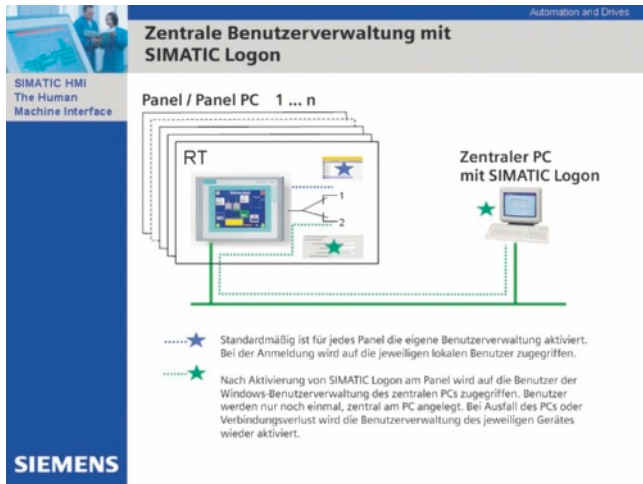 Automation and Drives
Zentrale Benutzerverwaltung mit
SIMATIC Logon
SIMATIC HMI
The Human
Machine Interface
Panel / Panel PC 1 ... n
RT
1
2
Zentraler PC
mit SIMATIC Logon
Standardmäßig ist für jedes Panel die eigene Benutzerverwaltung aktiviert.
Bei der Anmeldung wird auf die jeweiligen lokalen Benutzer zugegriffen.
Nach Aktivierung von SIMATIC Logon am Panel wird auf die Benutzer der
Windows-Benutzerverwaltung des zentralen PCs zugegriffen. Benutzer
werden nur noch einmal, zentral am PC angelegt. Bei Ausfall des PCs oder
Verbindungsverlust wird die Benutzerverwaltung des jeweiligen Gerätes
wieder aktiviert.
SIEMENS